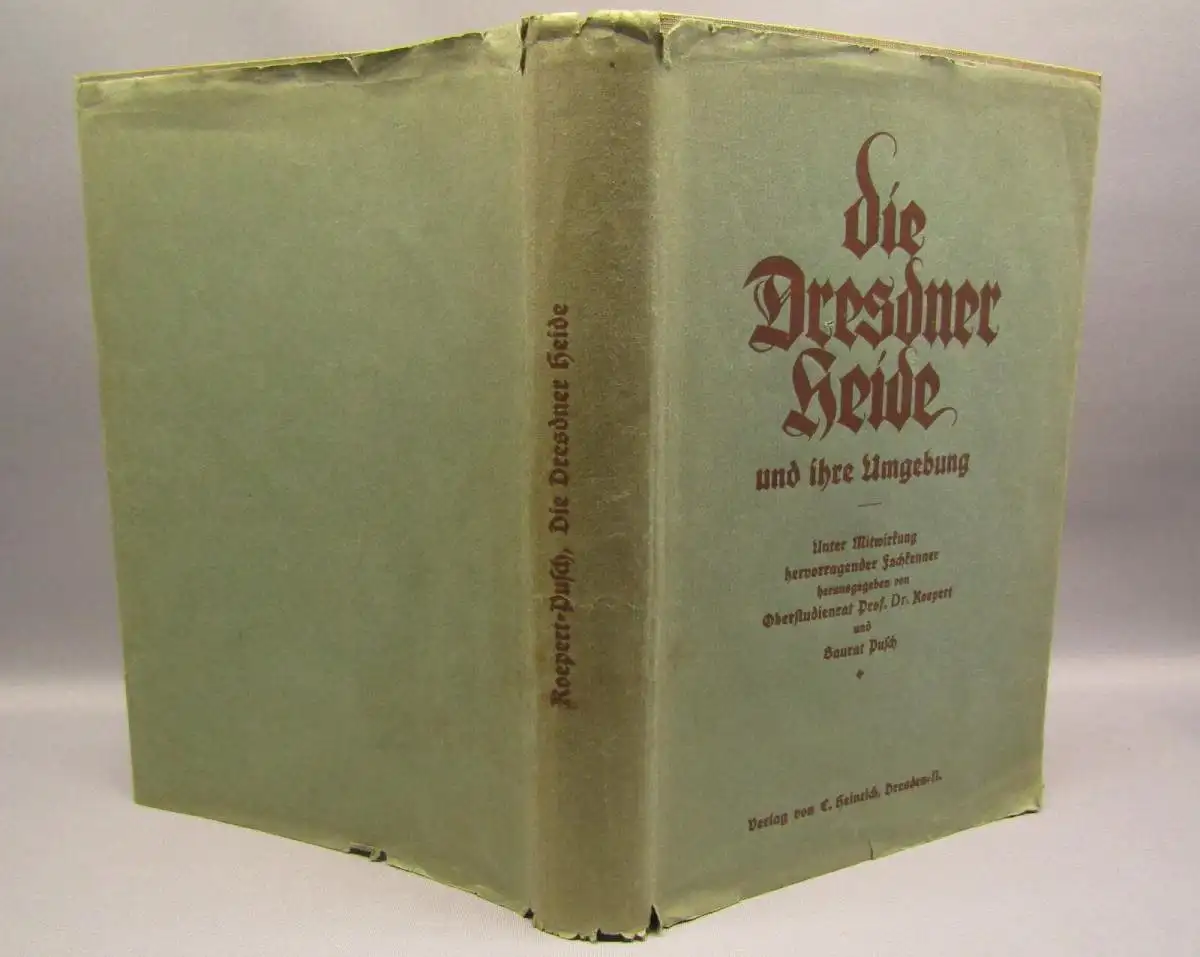 Koepert-Pusch, Die Dresdner Heide
die
Dresdner
Heide
und ihre Umgebung
Unter Mitwirkung
hervorragender Fachkenner
herausgegeben von
Oberstudienrat Prof. Dr. Koepert
und
Baurat Pusch
Verlag von C. Heinrich, Dresden-N.